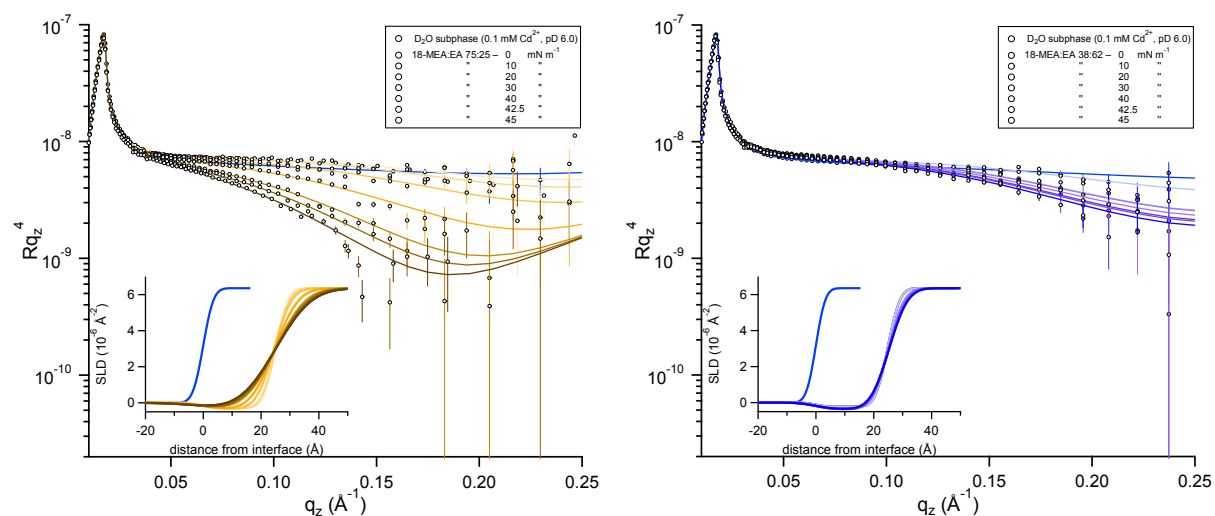 10⁻⁷
10⁻⁸
10⁻⁹
10⁻¹⁰
Rq_z⁴
D₂O subphase (0.1 mM Cd²⁺, pD 6.0)
18-MEA:EA 75:25 – 0 mN m⁻¹
" 10 "
" 20 "
" 30 "
" 40 "
" 42.5 "
" 45 "
SLD (10⁻⁶ Å⁻²)
6
4
2
0
-20 0 20 40
distance from interface (Å)
0.05 0.10 0.15 0.20 0.25
q_z (Å⁻¹)
10⁻⁷
10⁻⁸
10⁻⁹
10⁻¹⁰
Rq_z⁴
D₂O subphase (0.1 mM Cd²⁺, pD 6.0)
18-MEA:EA 38:62 – 0 mN m⁻¹
" 10 "
" 20 "
" 30 "
" 40 "
" 42.5 "
" 45 "
SLD (10⁻⁶ Å⁻²)
6
4
2
0
-20 0 20 40
distance from interface (Å)
0.05 0.10 0.15 0.20 0.25
q_z (Å⁻¹)